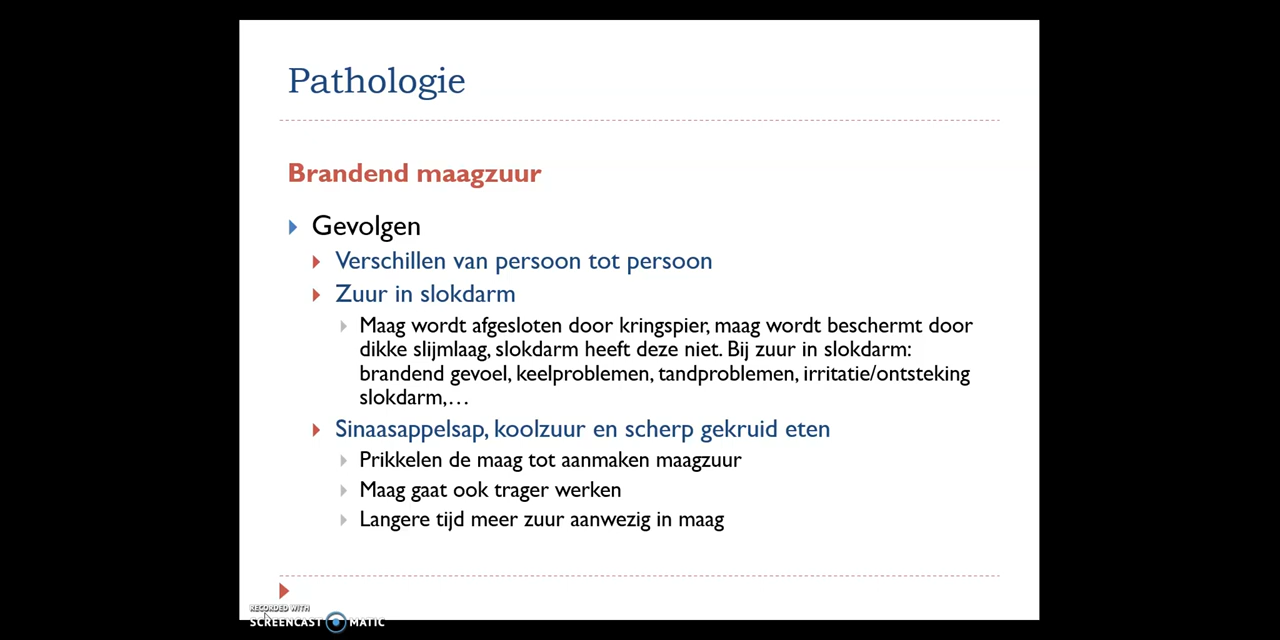 Pathologie
Brandend maagzuur
Gevolgen
Verschillen van persoon tot persoon
Zuur in slokdarm
Maag wordt afgesloten door kringspier, maag wordt beschermt door
dikke slijmlaag, slokdarm heeft deze niet. Bij zuur in slokdarm:
brandend gevoel, keelproblemen, tandproblemen, irritatie/ontsteking
slokdarm,…
Sinaasappelsap, koolzuur en scherp gekruid eten
Prikkelen de maag tot aanmaken maagzuur
Maag gaat ook trager werken
Langere tijd meer zuur aanwezig in maag
RECORDED WITH
SCREENCAST MATIC